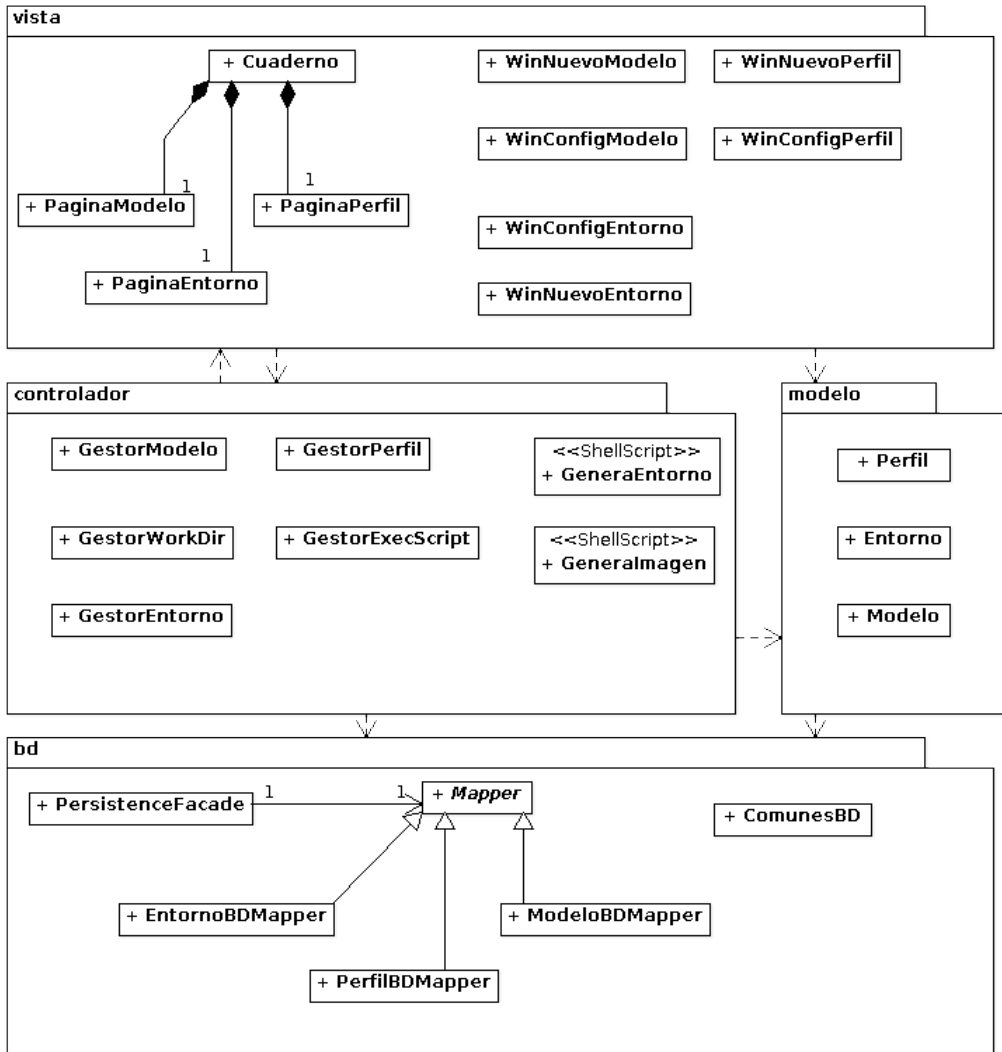 vista
+ Cuaderno
+ WinNuevoModelo
+ WinNuevoPerfil
+ WinConfigModelo
+ WinConfigPerfil
1
1
+ PaginaModelo
+ PaginaPerfil
+ WinConfigEntorno
1
+ PaginaEntorno
+ WinNuevoEntorno
controlador
modelo
+ GestorModelo
+ GestorPerfil
<<ShellScript>>
+ GeneraEntorno
+ Perfil
+ GestorWorkDir
+ GestorExecScript
<<ShellScript>>
+ GeneraImagen
+ Entorno
+ GestorEntorno
+ Modelo
bd
+ PersistenceFacade
1
1
+ Mapper
+ ComunesBD
+ EntornoBDMapper
+ ModeloBDMapper
+ PerfilBDMapper